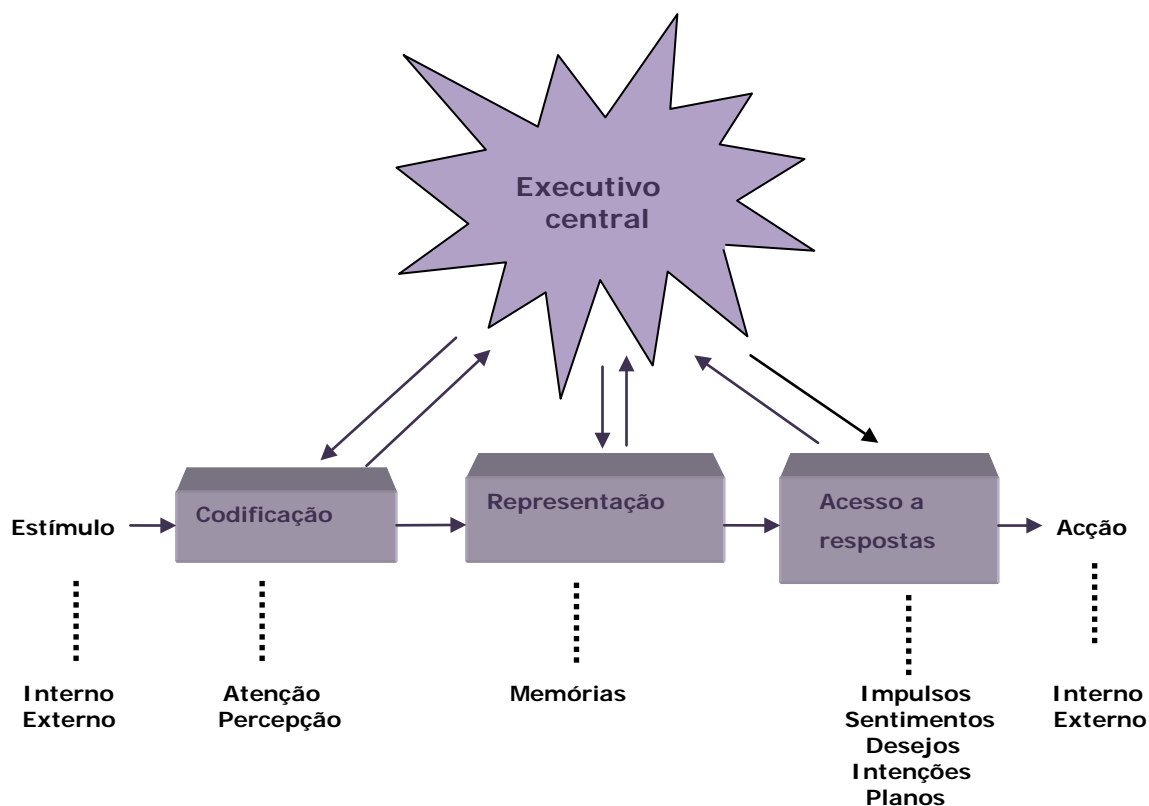 Executivo
central
Estímulo
Codificação
Representação
Acesso a
respostas
Acção
Interno
Externo
Atenção
Percepção
Memórias
Impulsos
Sentimentos
Desejos
Intenções
Planos
Interno
Externo